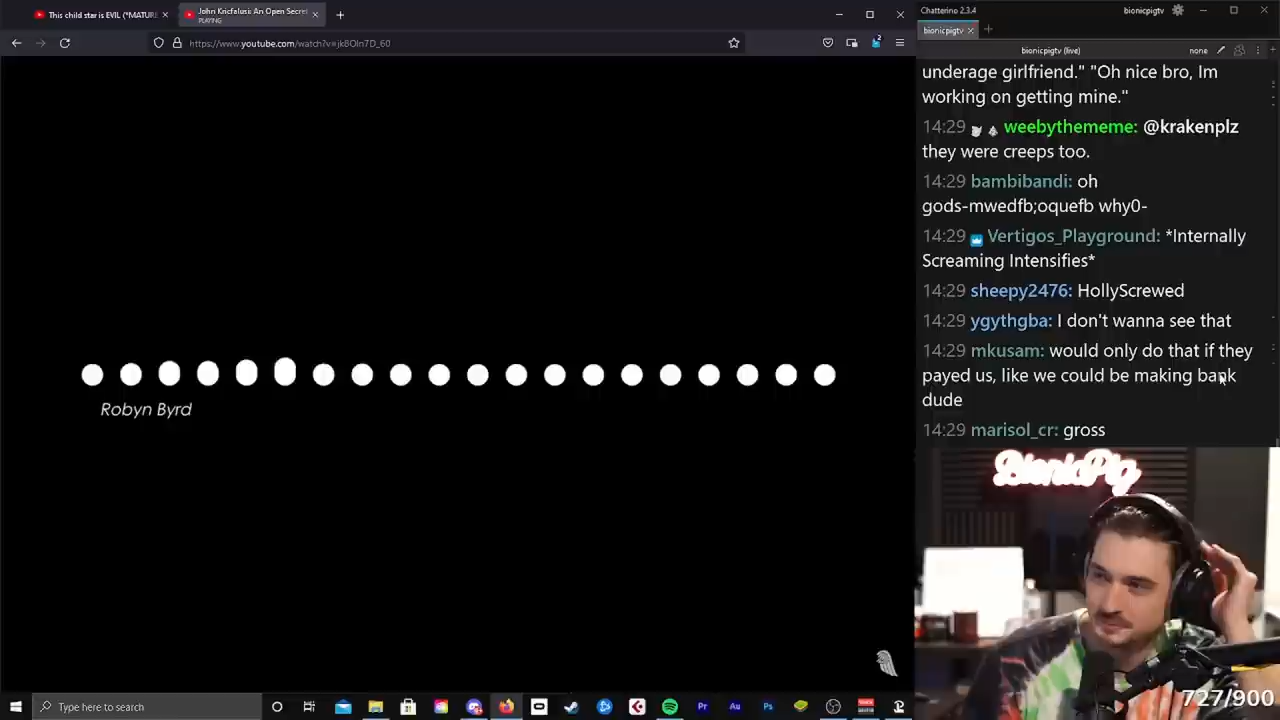 This child star is EVIL (*MATURE
John Kricfalusi: An Open Secret
PLAYING
https://www.youtube.com/watch?v=jk8OIn7D_60
2
Robyn Byrd
Type here to search
Pr
Au
Ps
Chatterino 2.3.4
bionicpigtv
bionicpigtv
bionicpigtv (live)
none
underage girlfriend." "Oh nice bro, Im
working on getting mine."
14:29 weebythememe: @krakenplz
they were creeps too.
14:29 bambibandi: oh
gods-mwedfb;oquefb why0-
14:29 Vertigos_Playground: *Internally
Screaming Intensifies*
14:29 sheepy2476: HollyScrewed
14:29 ygythgba: I don't wanna see that
14:29 mkusam: would only do that if they
payed us, like we could be making bank
dude
14:29 marisol_cr: gross
BionicPig
727/900